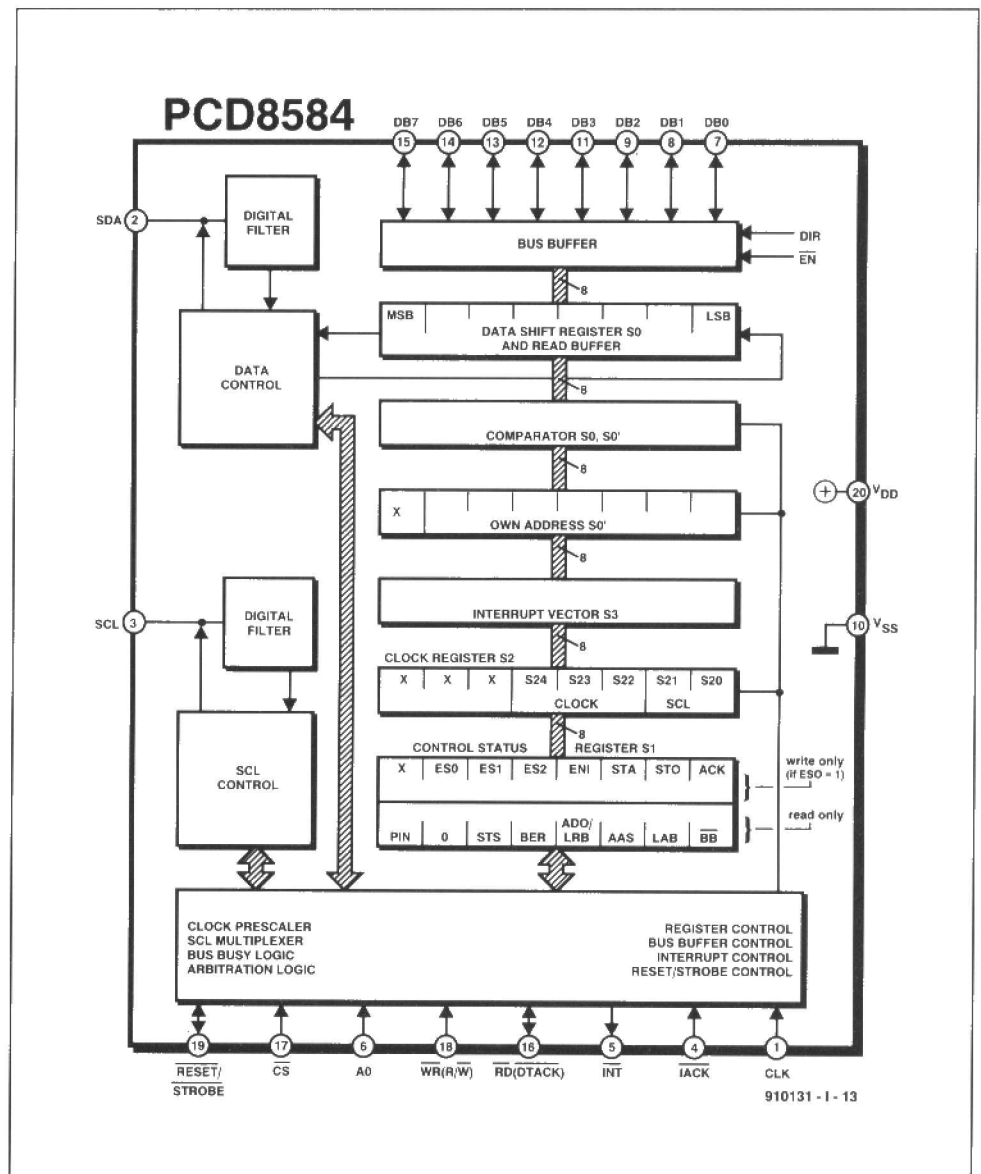 PCD8584
DB7 DB6 DB5 DB4 DB3 DB2 DB1 DB0
15 14 13 12 11 9 8 7
SDA 2
DIGITAL
FILTER
BUS BUFFER
DIR
EN
8
MSB LSB
DATA SHIFT REGISTER S0
AND READ BUFFER
DATA
CONTROL
8
COMPARATOR S0, S0'
8
X
OWN ADDRESS S0'
+ 20 VDD
8
INTERRUPT VECTOR S3
SCL 3
DIGITAL
FILTER
10 VSS
8
CLOCK REGISTER S2
X X X S24 S23 S22 S21 S20
CLOCK SCL
8
CONTROL STATUS REGISTER S1
X ES0 ES1 ES2 ENI STA STO ACK
write only
(if ESO = 1)
SCL
CONTROL
PIN 0 STS BER ADO/
LRB AAS LAB BB
read only
CLOCK PRESCALER
SCL MULTIPLEXER
BUS BUSY LOGIC
ARBITRATION LOGIC
REGISTER CONTROL
BUS BUFFER CONTROL
INTERRUPT CONTROL
RESET/STROBE CONTROL
19 17 6 18 16 5 4 1
RESET/
STROBE
CS A0 WR(R/W) RD(DTACK) INT IACK CLK
910131 - I - 13